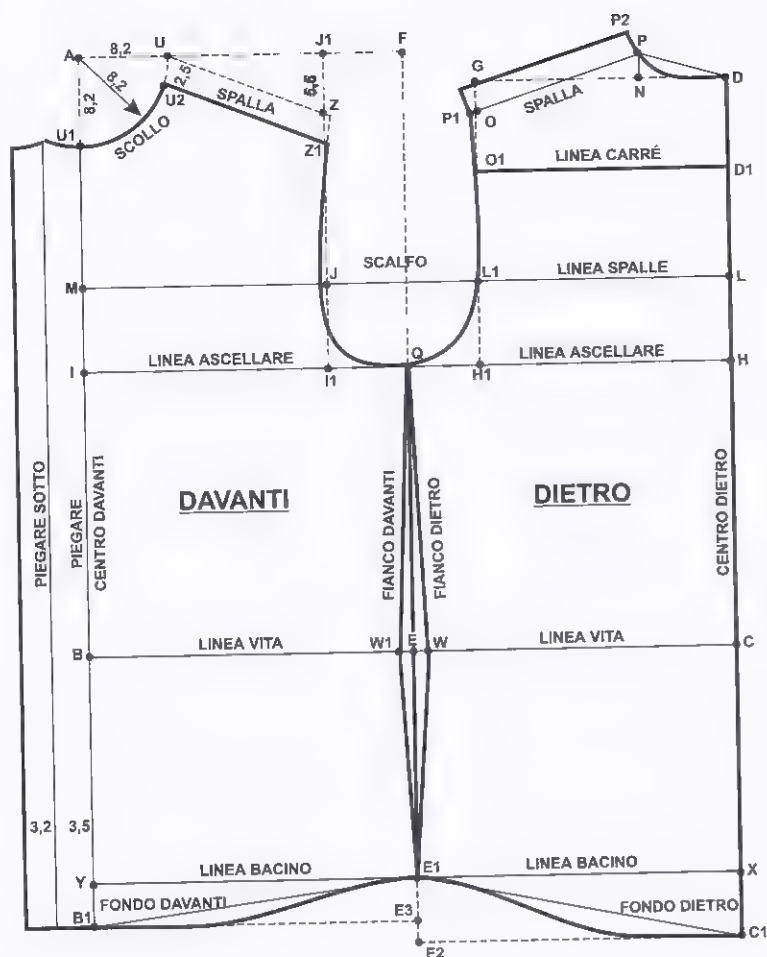 P2
A
8,2
U
J1
F
P
8,2
8,2
2,5
6,6
G
D
U2
SPALLA
Z
N
U1
SCOLLO
P1
O
SPALLA
Z1
O1
LINEA CARRÉ
D1
SCALFO
M
J
L1
LINEA SPALLE
L
LINEA ASCELLARE
Q
LINEA ASCELLARE
H
I
I1
H1
PIEGARE SOTTO
PIEGARE
CENTRO DAVANTI
DAVANTI
FIANCO DAVANTI
FIANCO DIETRO
DIETRO
CENTRO DIETRO
B
LINEA VITA
W1
E
W
LINEA VITA
C
3,2
3,5
LINEA BACINO
E1
LINEA BACINO
X
Y
FONDO DAVANTI
FONDO DIETRO
B1
E3
C1
E2